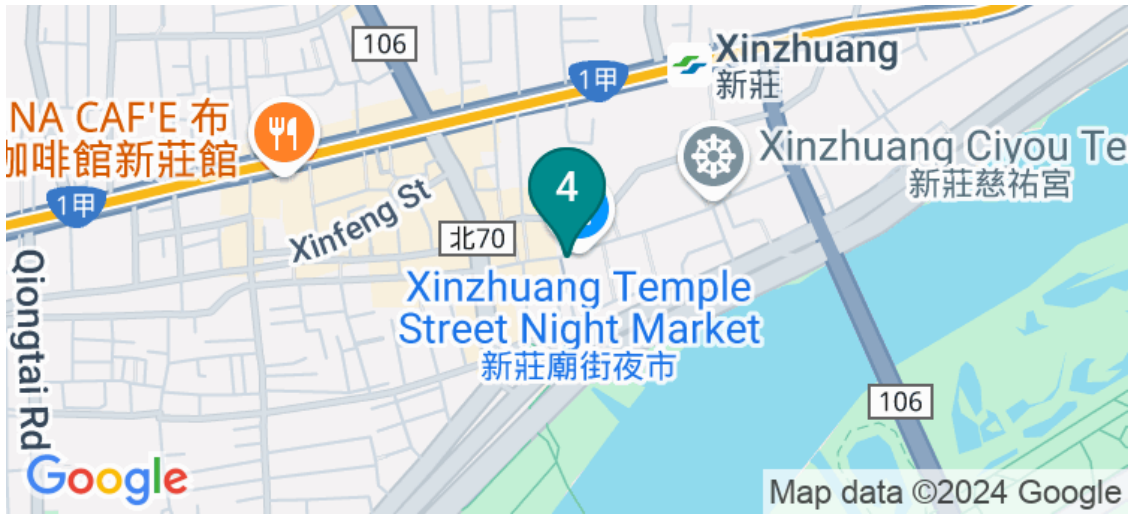 106
Xinzhuang
新莊
1甲
NA CAF'E 布
咖啡館新莊館
Xinzhuang Ciyou Te
新莊慈祐宮
4
1甲
Xinfeng St
北70
Qiongtai Rd
Xinzhuang Temple
Street Night Market
新莊廟街夜市
106
Google
Map data ©2024 Google